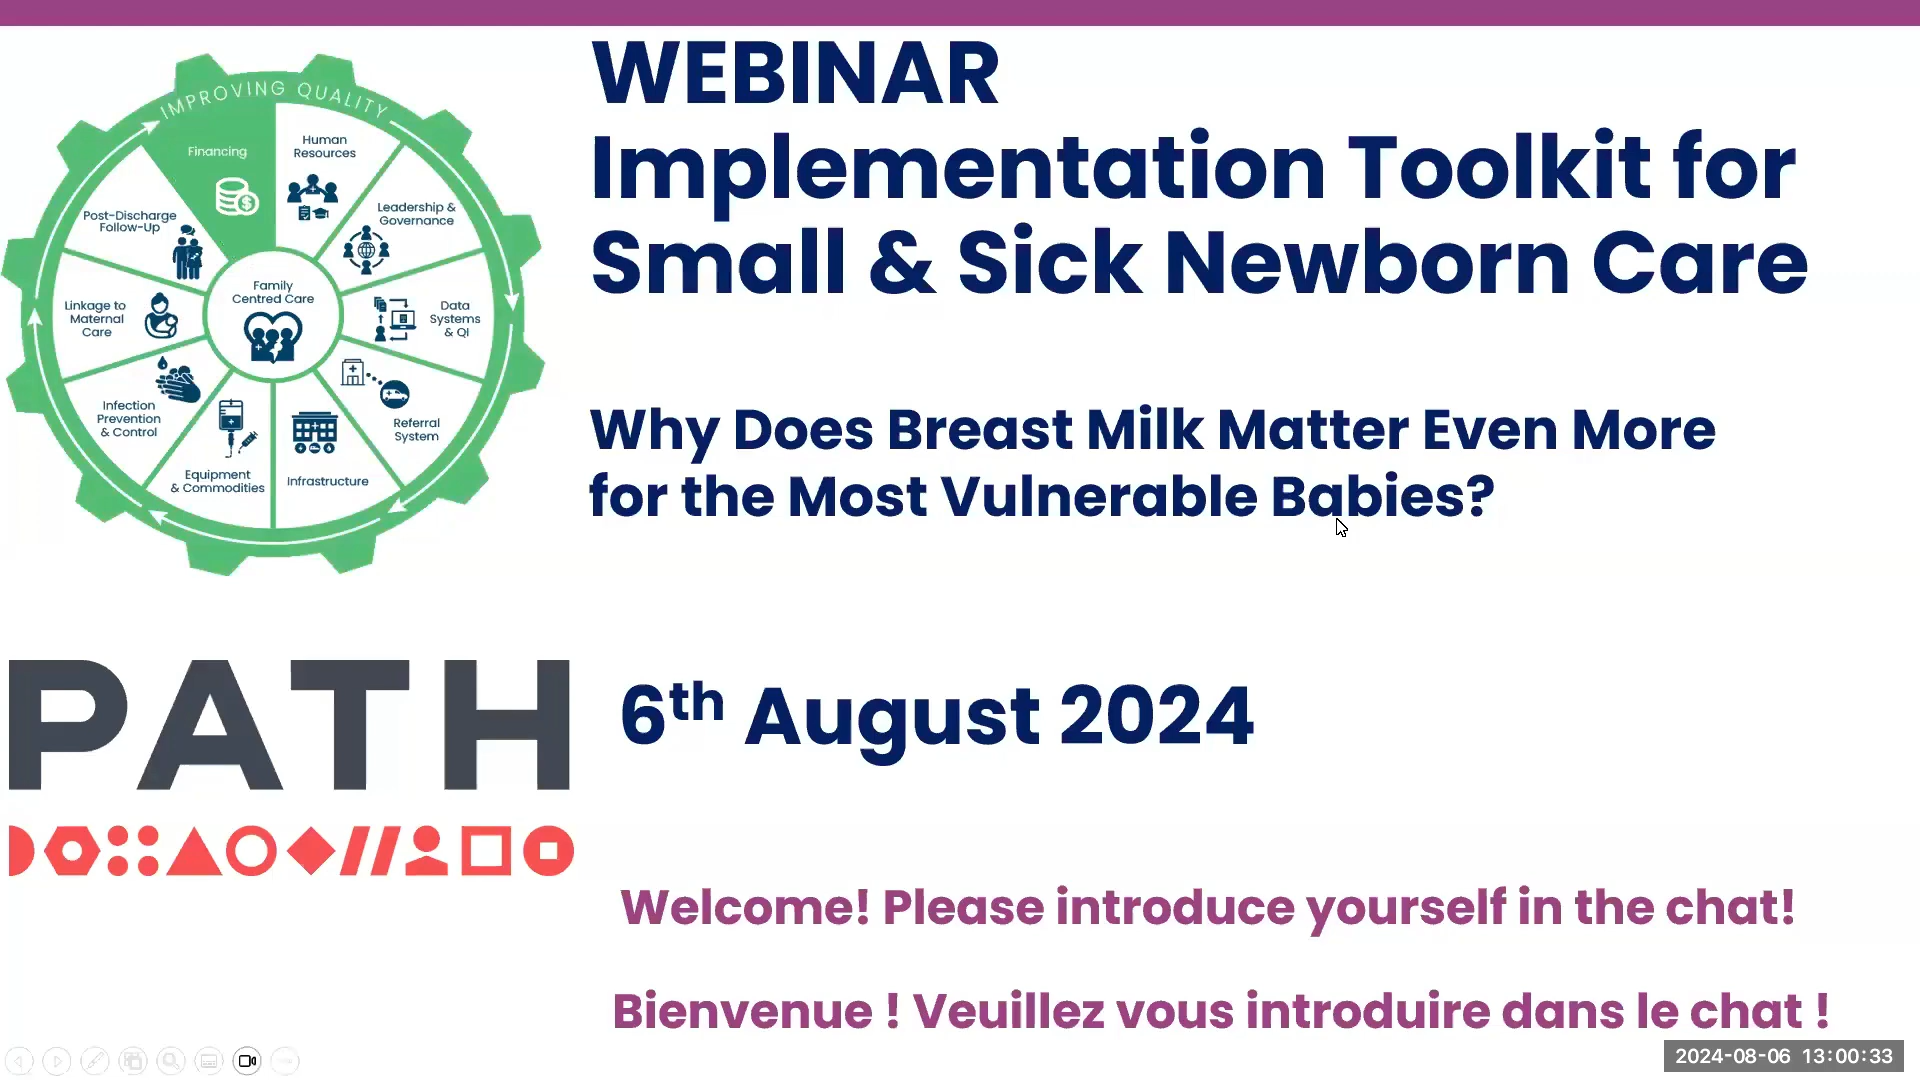 WEBINAR
Implementation Toolkit for
Small & Sick Newborn Care
Why Does Breast Milk Matter Even More
for the Most Vulnerable Babies?
IMPROVING QUALITY
Financing
Human
Resources
Leadership &
Governance
Data
Systems
& QI
Referral
System
Infrastructure
Equipment
& Commodities
Infection
Prevention
& Control
Linkage to
Maternal
Care
Post-Discharge
Follow-Up
Family
Centred Care
PATH
6th August 2024
Welcome! Please introduce yourself in the chat!
Bienvenue ! Veuillez vous introduire dans le chat !
2024-08-06 13:00:33